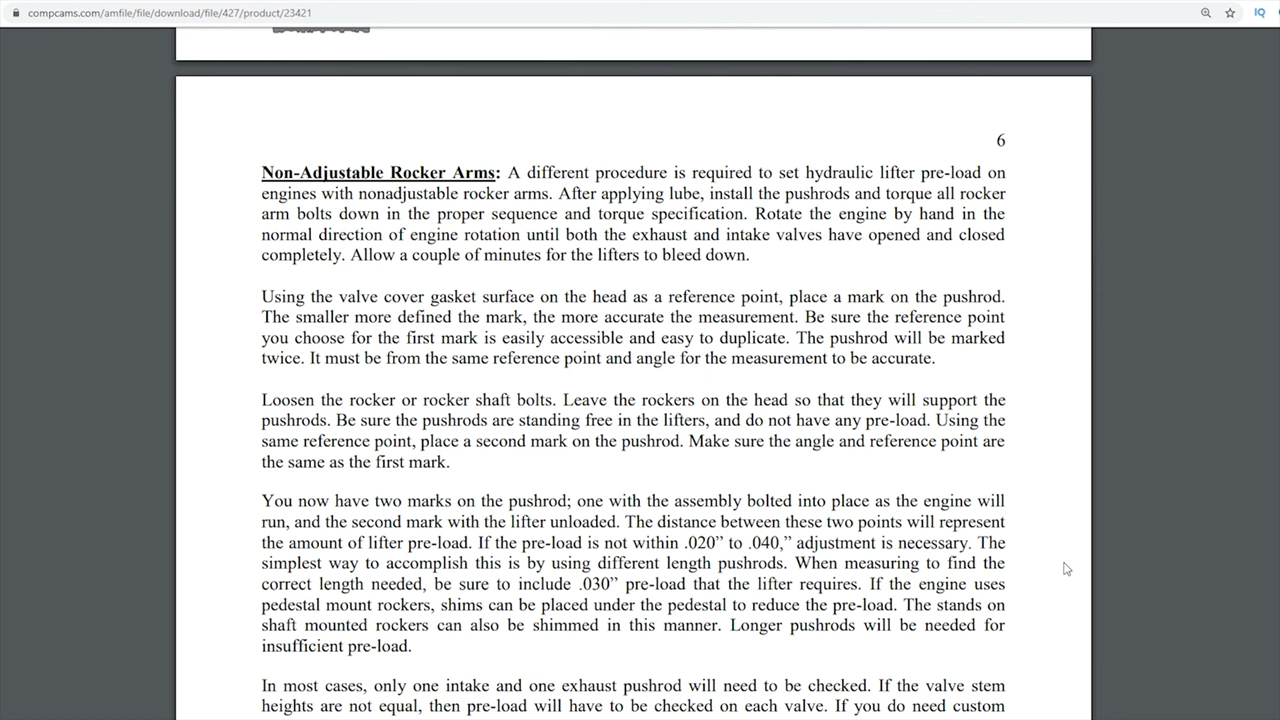 compcams.com/amfile/file/download/file/427/product/23421
IQ
6
Non-Adjustable Rocker Arms: A different procedure is required to set hydraulic lifter pre-load on
engines with nonadjustable rocker arms. After applying lube, install the pushrods and torque all rocker
arm bolts down in the proper sequence and torque specification. Rotate the engine by hand in the
normal direction of engine rotation until both the exhaust and intake valves have opened and closed
completely. Allow a couple of minutes for the lifters to bleed down.
Using the valve cover gasket surface on the head as a reference point, place a mark on the pushrod.
The smaller more defined the mark, the more accurate the measurement. Be sure the reference point
you choose for the first mark is easily accessible and easy to duplicate. The pushrod will be marked
twice. It must be from the same reference point and angle for the measurement to be accurate.
Loosen the rocker or rocker shaft bolts. Leave the rockers on the head so that they will support the
pushrods. Be sure the pushrods are standing free in the lifters, and do not have any pre-load. Using the
same reference point, place a second mark on the pushrod. Make sure the angle and reference point are
the same as the first mark.
You now have two marks on the pushrod; one with the assembly bolted into place as the engine will
run, and the second mark with the lifter unloaded. The distance between these two points will represent
the amount of lifter pre-load. If the pre-load is not within .020” to .040,” adjustment is necessary. The
simplest way to accomplish this is by using different length pushrods. When measuring to find the
correct length needed, be sure to include .030” pre-load that the lifter requires. If the engine uses
pedestal mount rockers, shims can be placed under the pedestal to reduce the pre-load. The stands on
shaft mounted rockers can also be shimmed in this manner. Longer pushrods will be needed for
insufficient pre-load.
In most cases, only one intake and one exhaust pushrod will need to be checked. If the valve stem
heights are not equal, then pre-load will have to be checked on each valve. If you do need custom